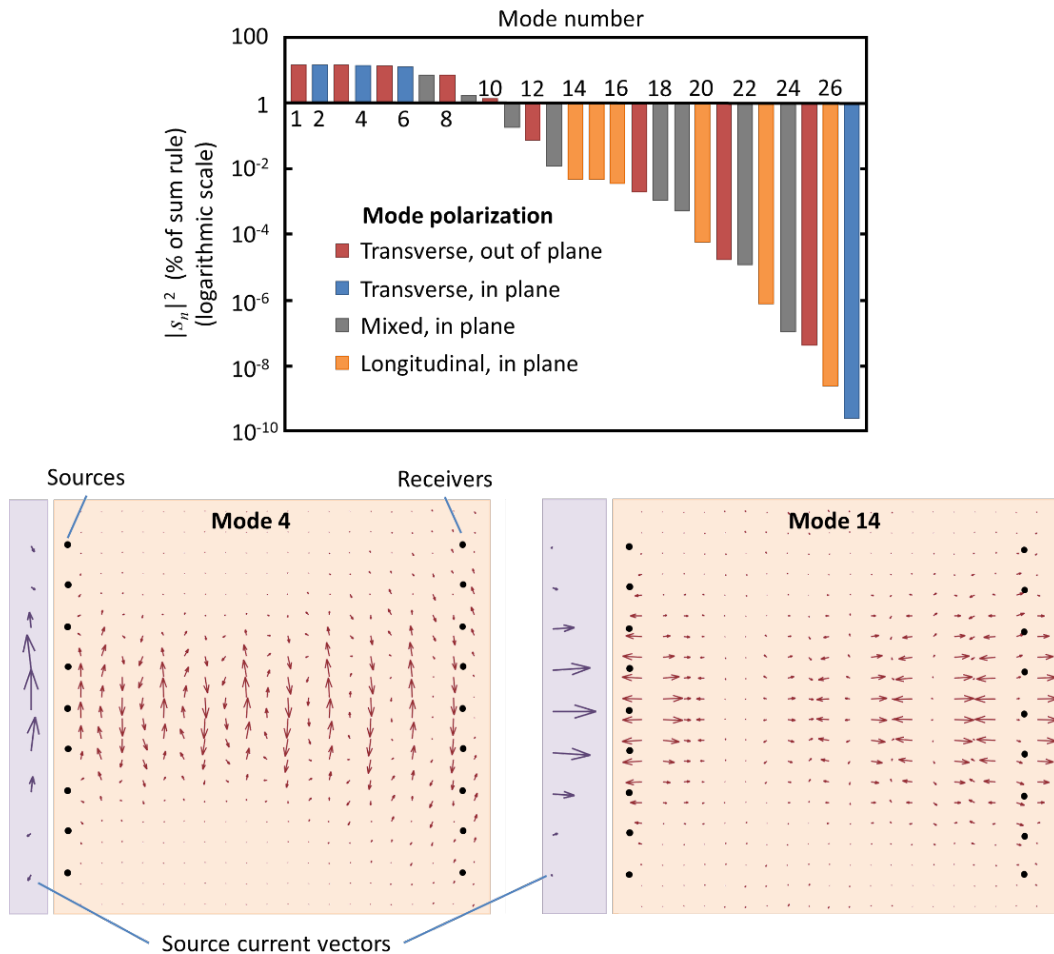 Mode number
100
10 12 14 16 18 20 22 24 26
1
1 2 4 6 8
10-2
10-4
10-6
10-8
10-10
|sn|2 (% of sum rule)
(logarithmic scale)
Mode polarization
Transverse, out of plane
Transverse, in plane
Mixed, in plane
Longitudinal, in plane
Sources
Receivers
Mode 4
Mode 14
Source current vectors